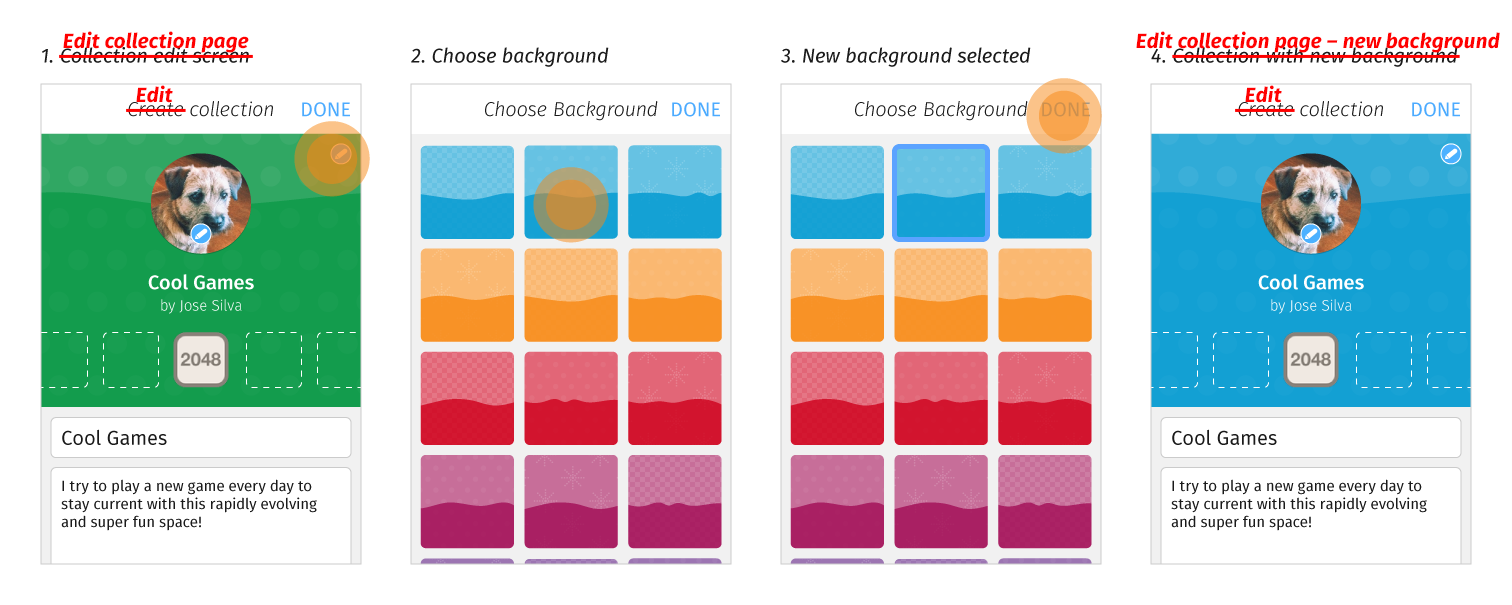 Edit collection page
1. Collection edit screen
Edit
Create collection DONE
Cool Games
by Jose Silva
2048
Cool Games
I try to play a new game every day to
stay current with this rapidly evolving
and super fun space!
2. Choose background
Choose Background DONE
3. New background selected
Choose Background DONE
Edit collection page – new background
4. Collection with new background
Edit
Create collection DONE
Cool Games
by Jose Silva
2048
Cool Games
I try to play a new game every day to
stay current with this rapidly evolving
and super fun space!